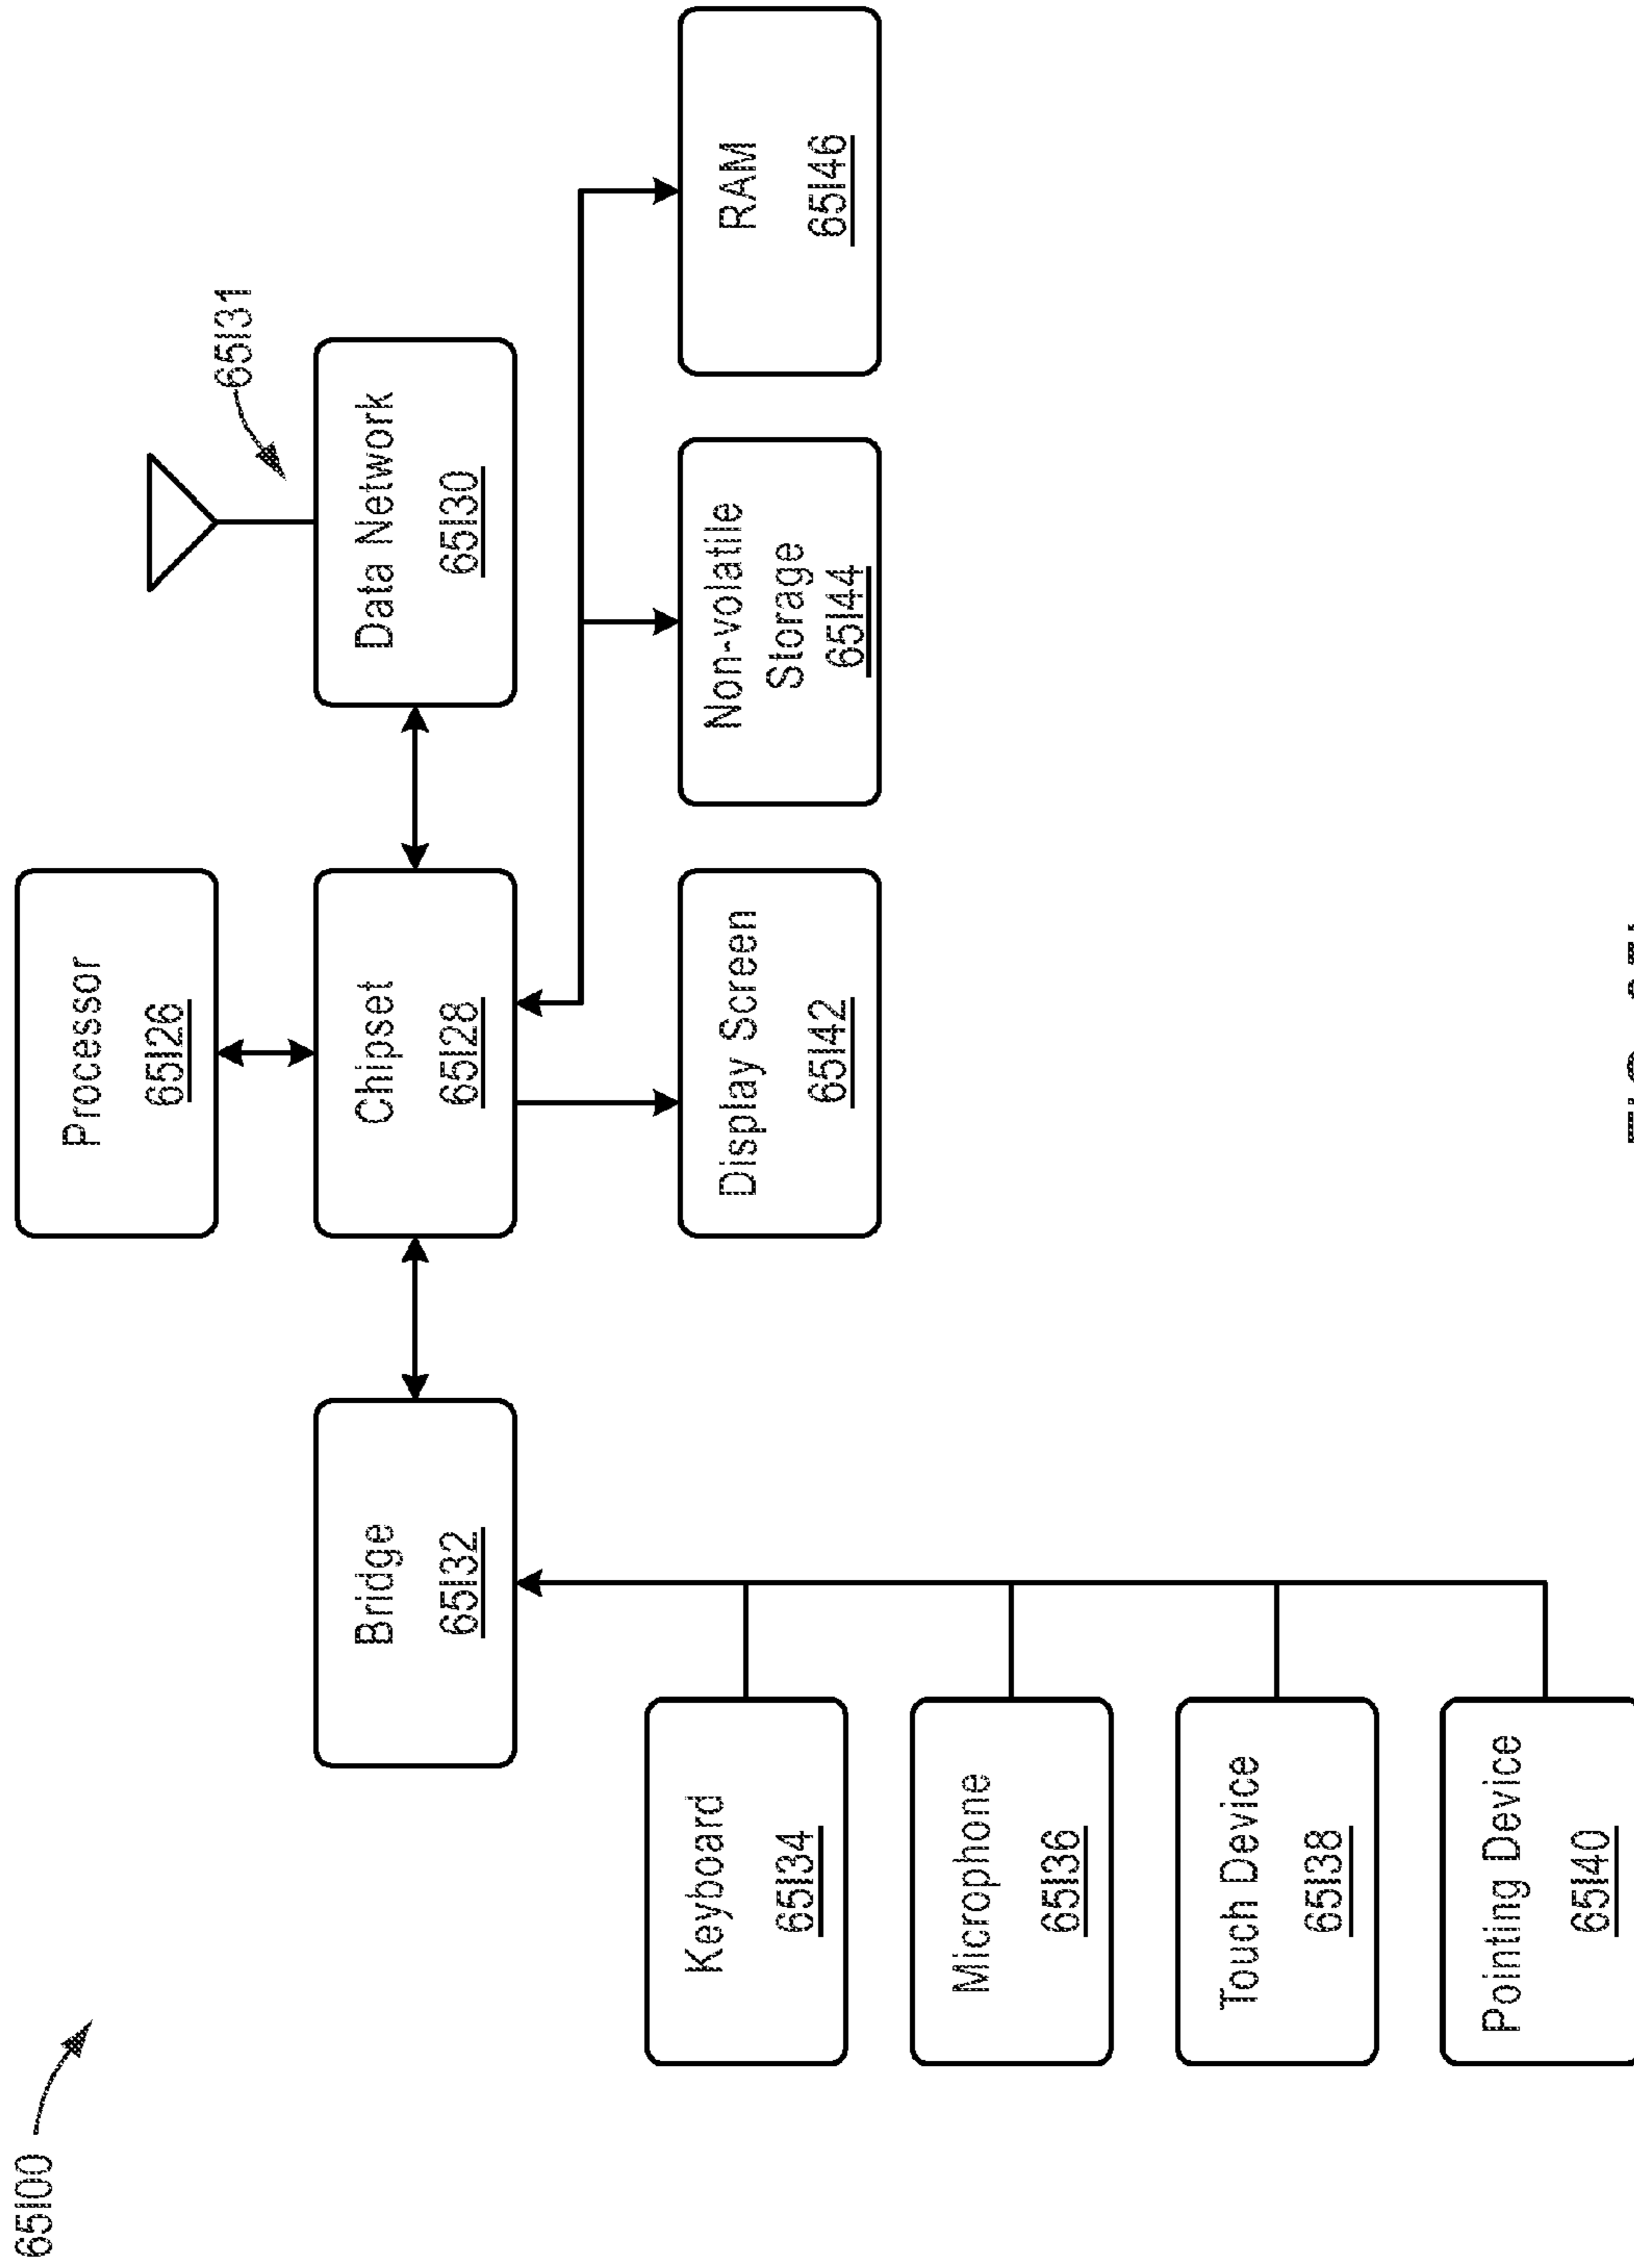 65I00
Processor
65I26
65I31
Bridge
65I32
Chipset
65I28
Data Network
65I30
Keyboard
65I34
Display Screen
65I42
Non-volatile
Storage
65I44
RAM
65I46
Microphone
65I36
Touch Device
65I38
Pointing Device
65I40